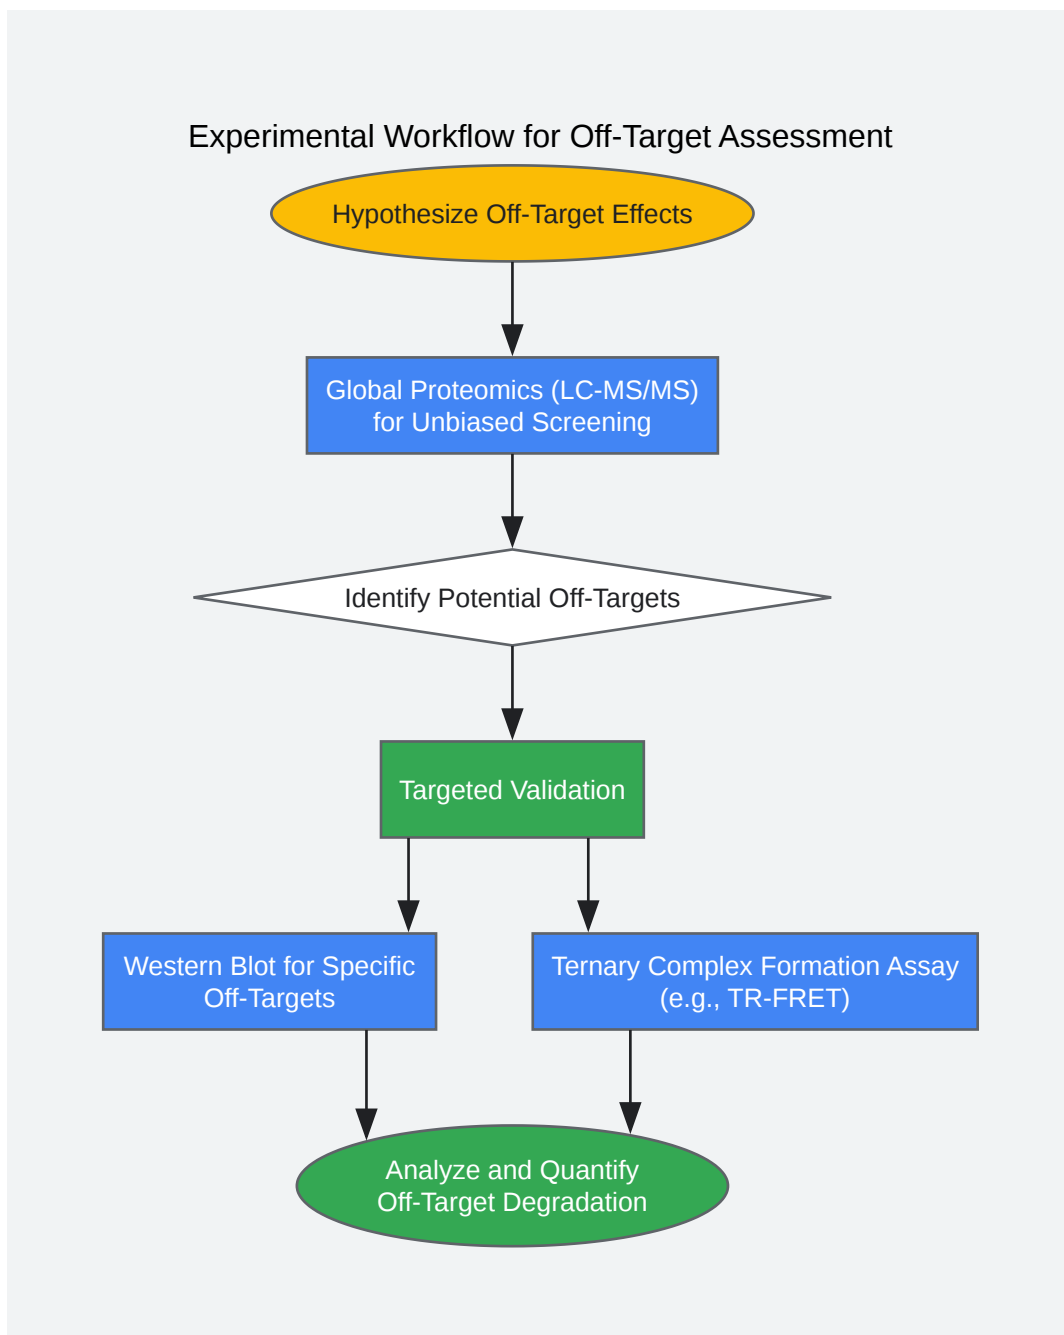 Experimental Workflow for Off-Target Assessment
Hypothesize Off-Target Effects
Global Proteomics (LC-MS/MS)
for Unbiased Screening
Identify Potential Off-Targets
Targeted Validation
Western Blot for Specific
Off-Targets
Ternary Complex Formation Assay
(e.g., TR-FRET)
Analyze and Quantify
Off-Target Degradation